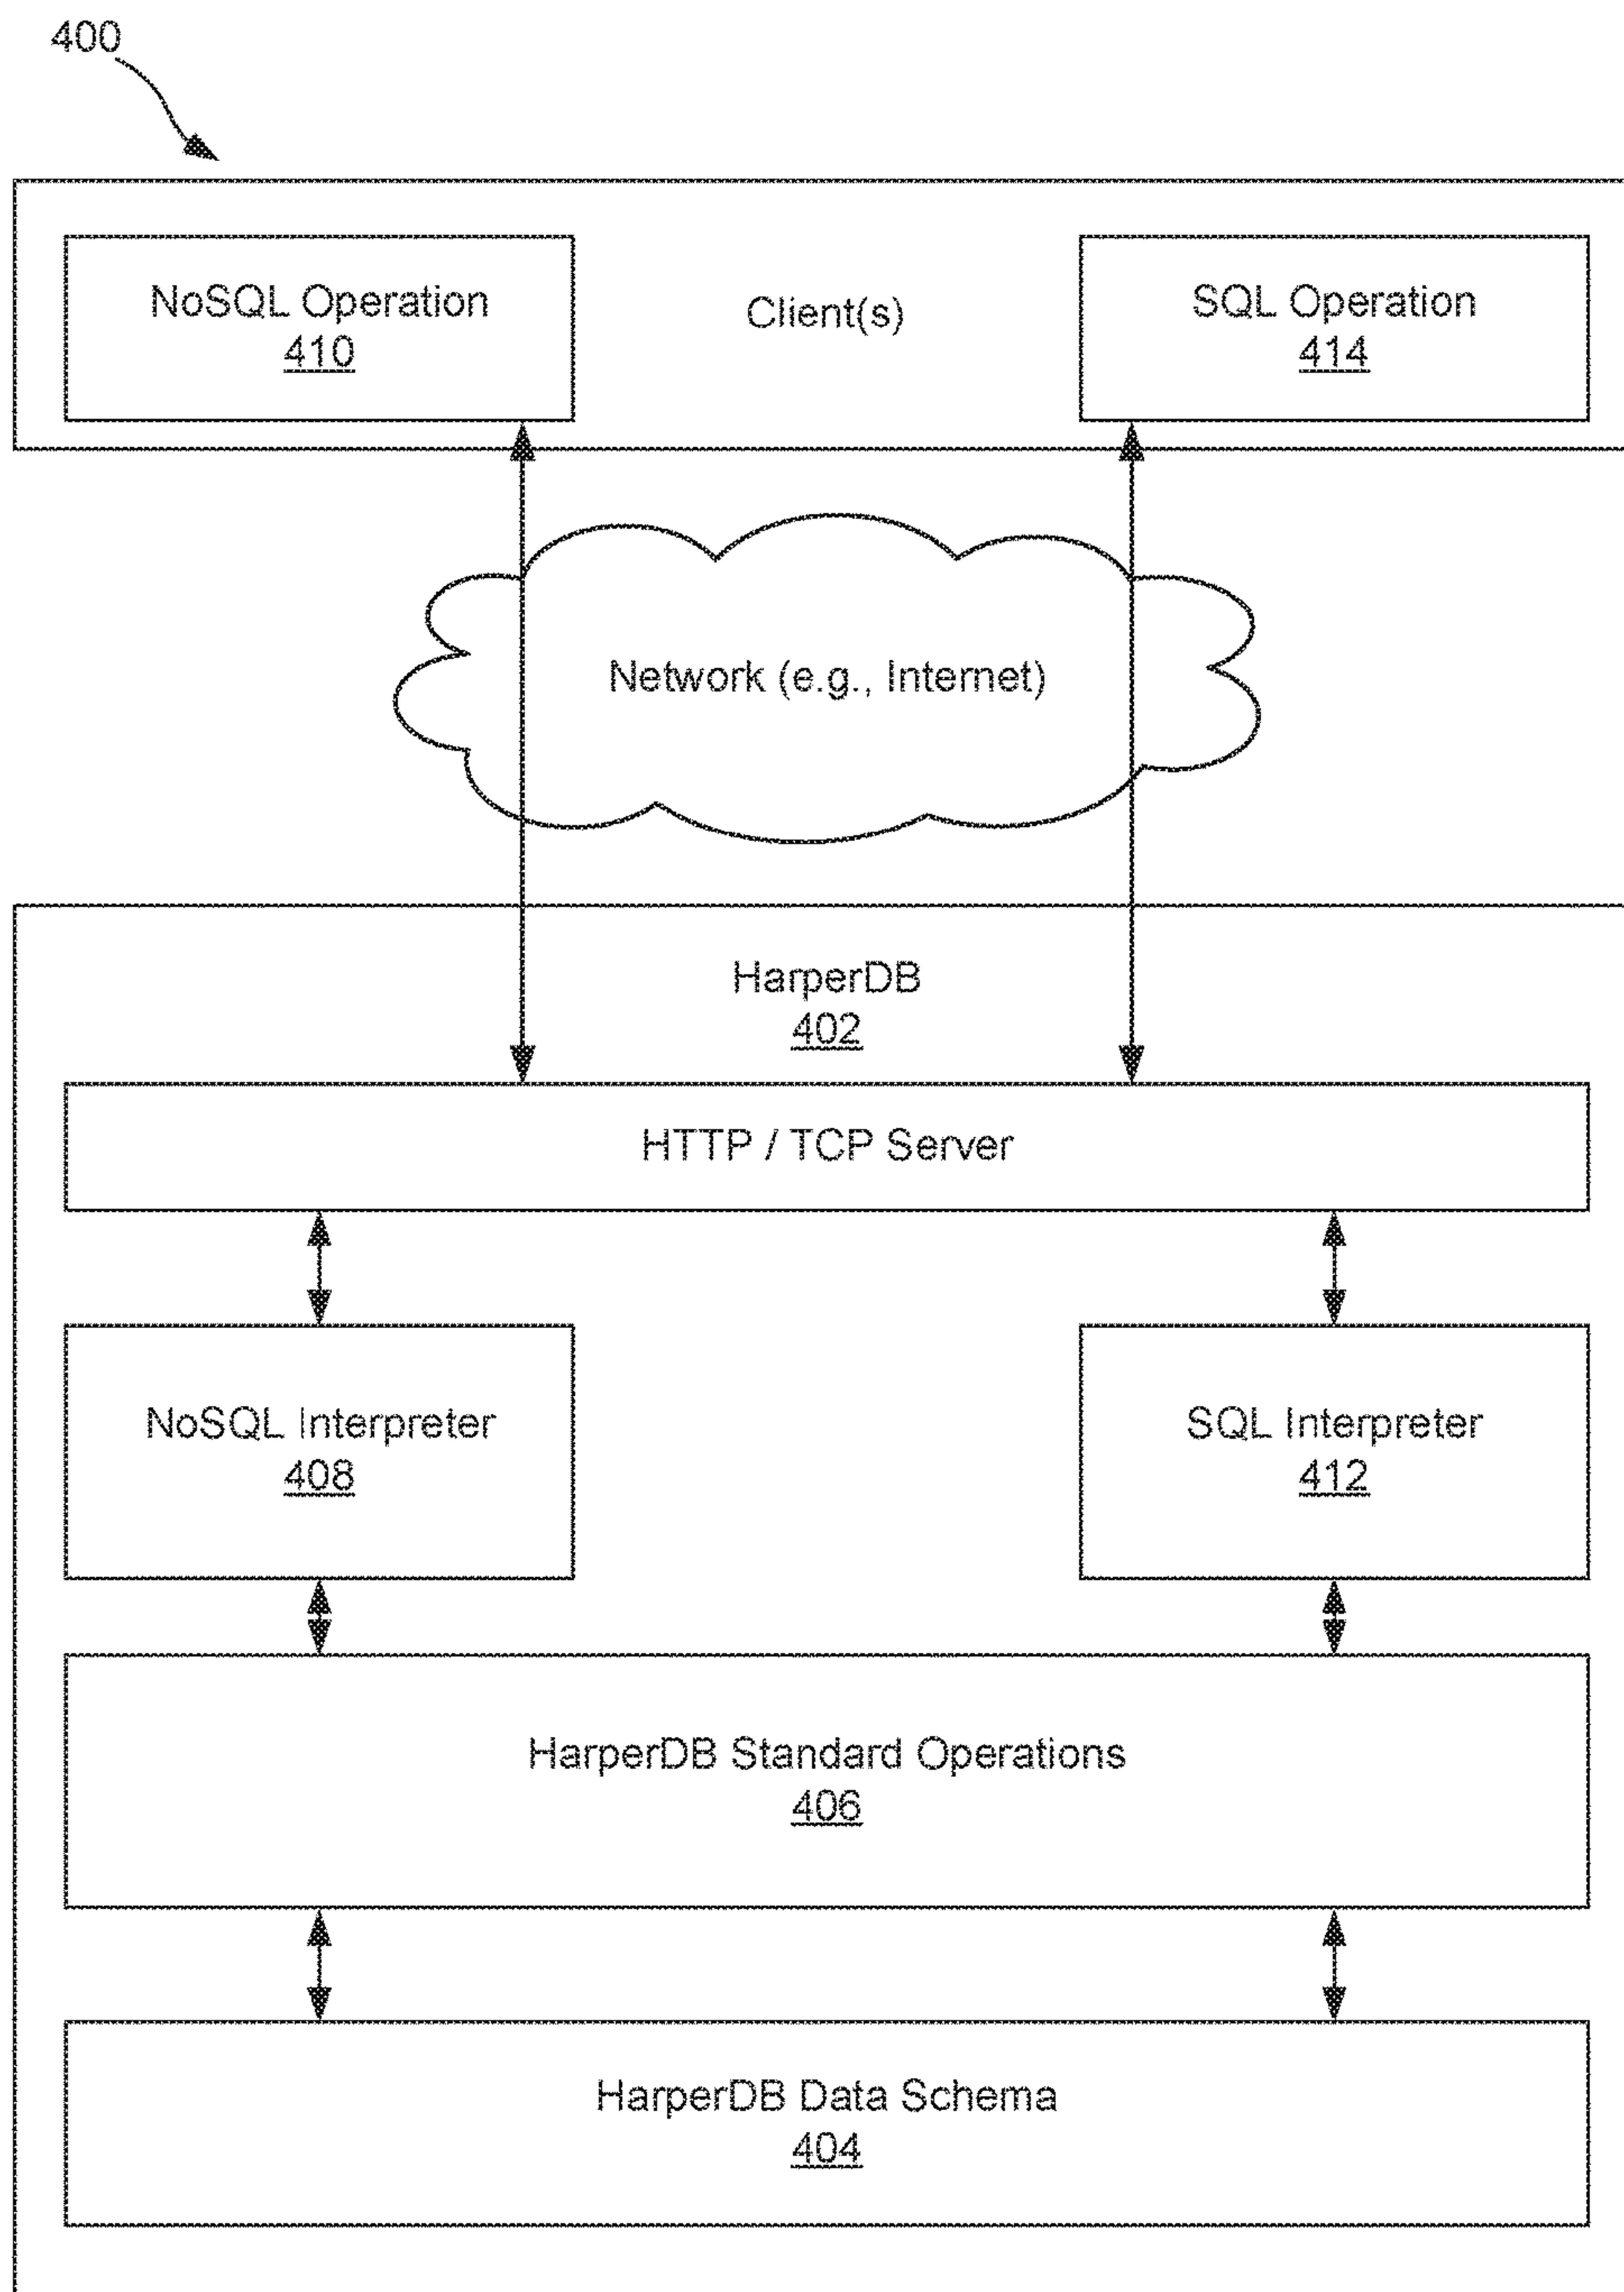 400
NoSQL Operation
410
Client(s)
SQL Operation
414
Network (e.g., Internet)
HarperDB
402
HTTP / TCP Server
NoSQL Interpreter
408
SQL Interpreter
412
HarperDB Standard Operations
406
HarperDB Data Schema
404